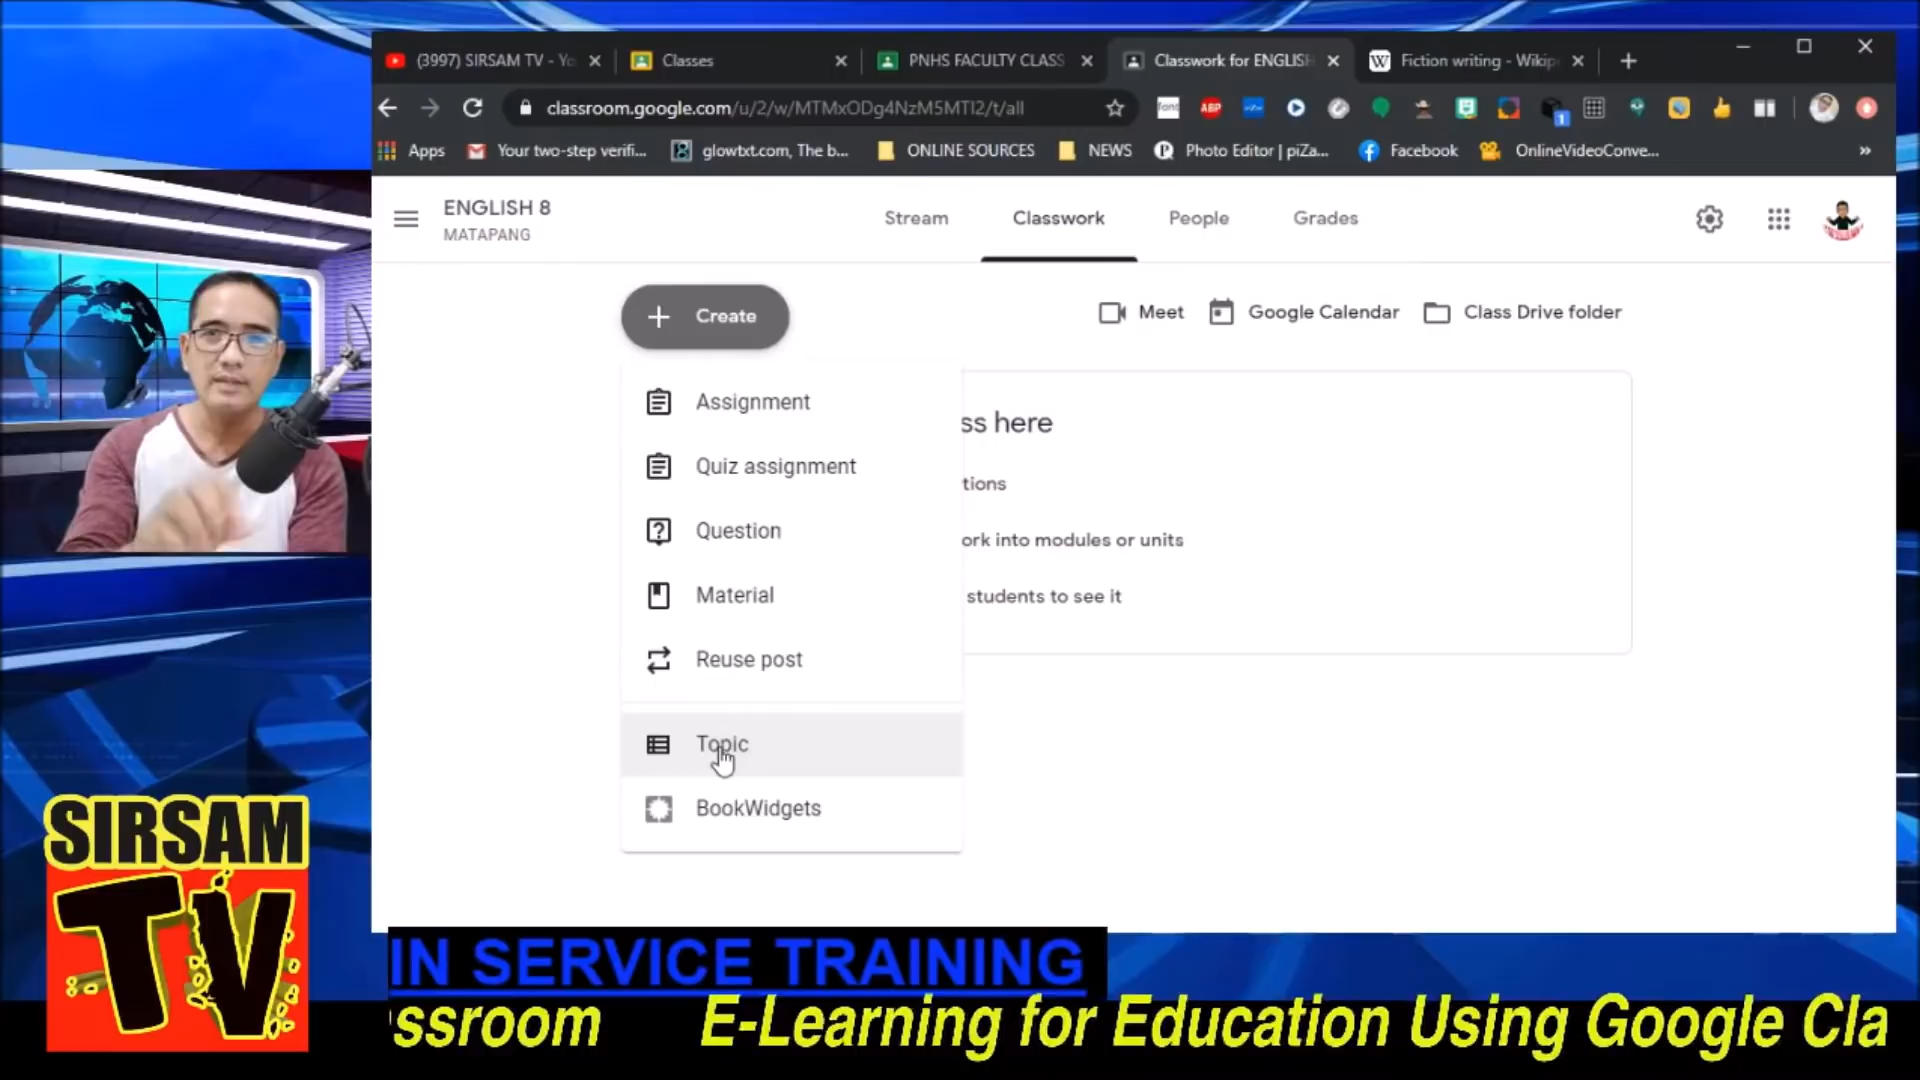 (3997) SIRSAM TV - Yo
Classes
PNHS FACULTY CLASS
Classwork for ENGLISH
Fiction writing - Wikip
classroom.google.com/u/2/w/MTMxODg4NzM5MTI2/t/all
ABP
1
Apps
Your two-step verifi...
glowtxt.com, The b...
ONLINE SOURCES
NEWS
Photo Editor | piZa...
Facebook
OnlineVideoConve...
»
ENGLISH 8
MATAPANG
Stream
Classwork
People
Grades
+ Create
Meet
Google Calendar
Class Drive folder
Assignment
ss here
Quiz assignment
tions
Question
ork into modules or units
Material
students to see it
Reuse post
Topic
BookWidgets
SIRSAM
TV
IN SERVICE TRAINING
ssroom E-Learning for Education Using Google Cla